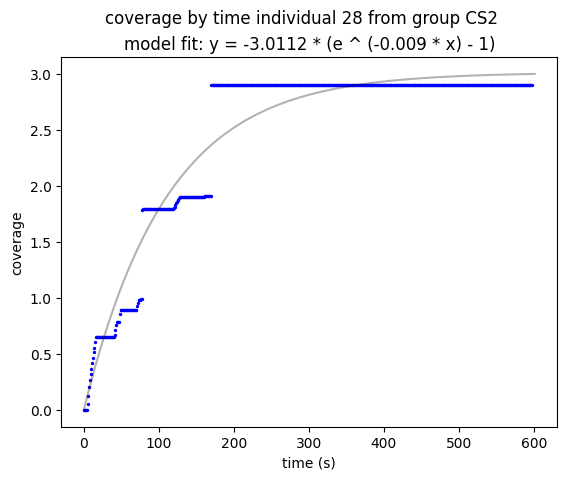 coverage by time individual 28 from group CS2
model fit: y = -3.0112 * (e ^ (-0.009 * x) - 1)
3.0
2.5
2.0
1.5
1.0
0.5
0.0
coverage
0 100 200 300 400 500 600
time (s)